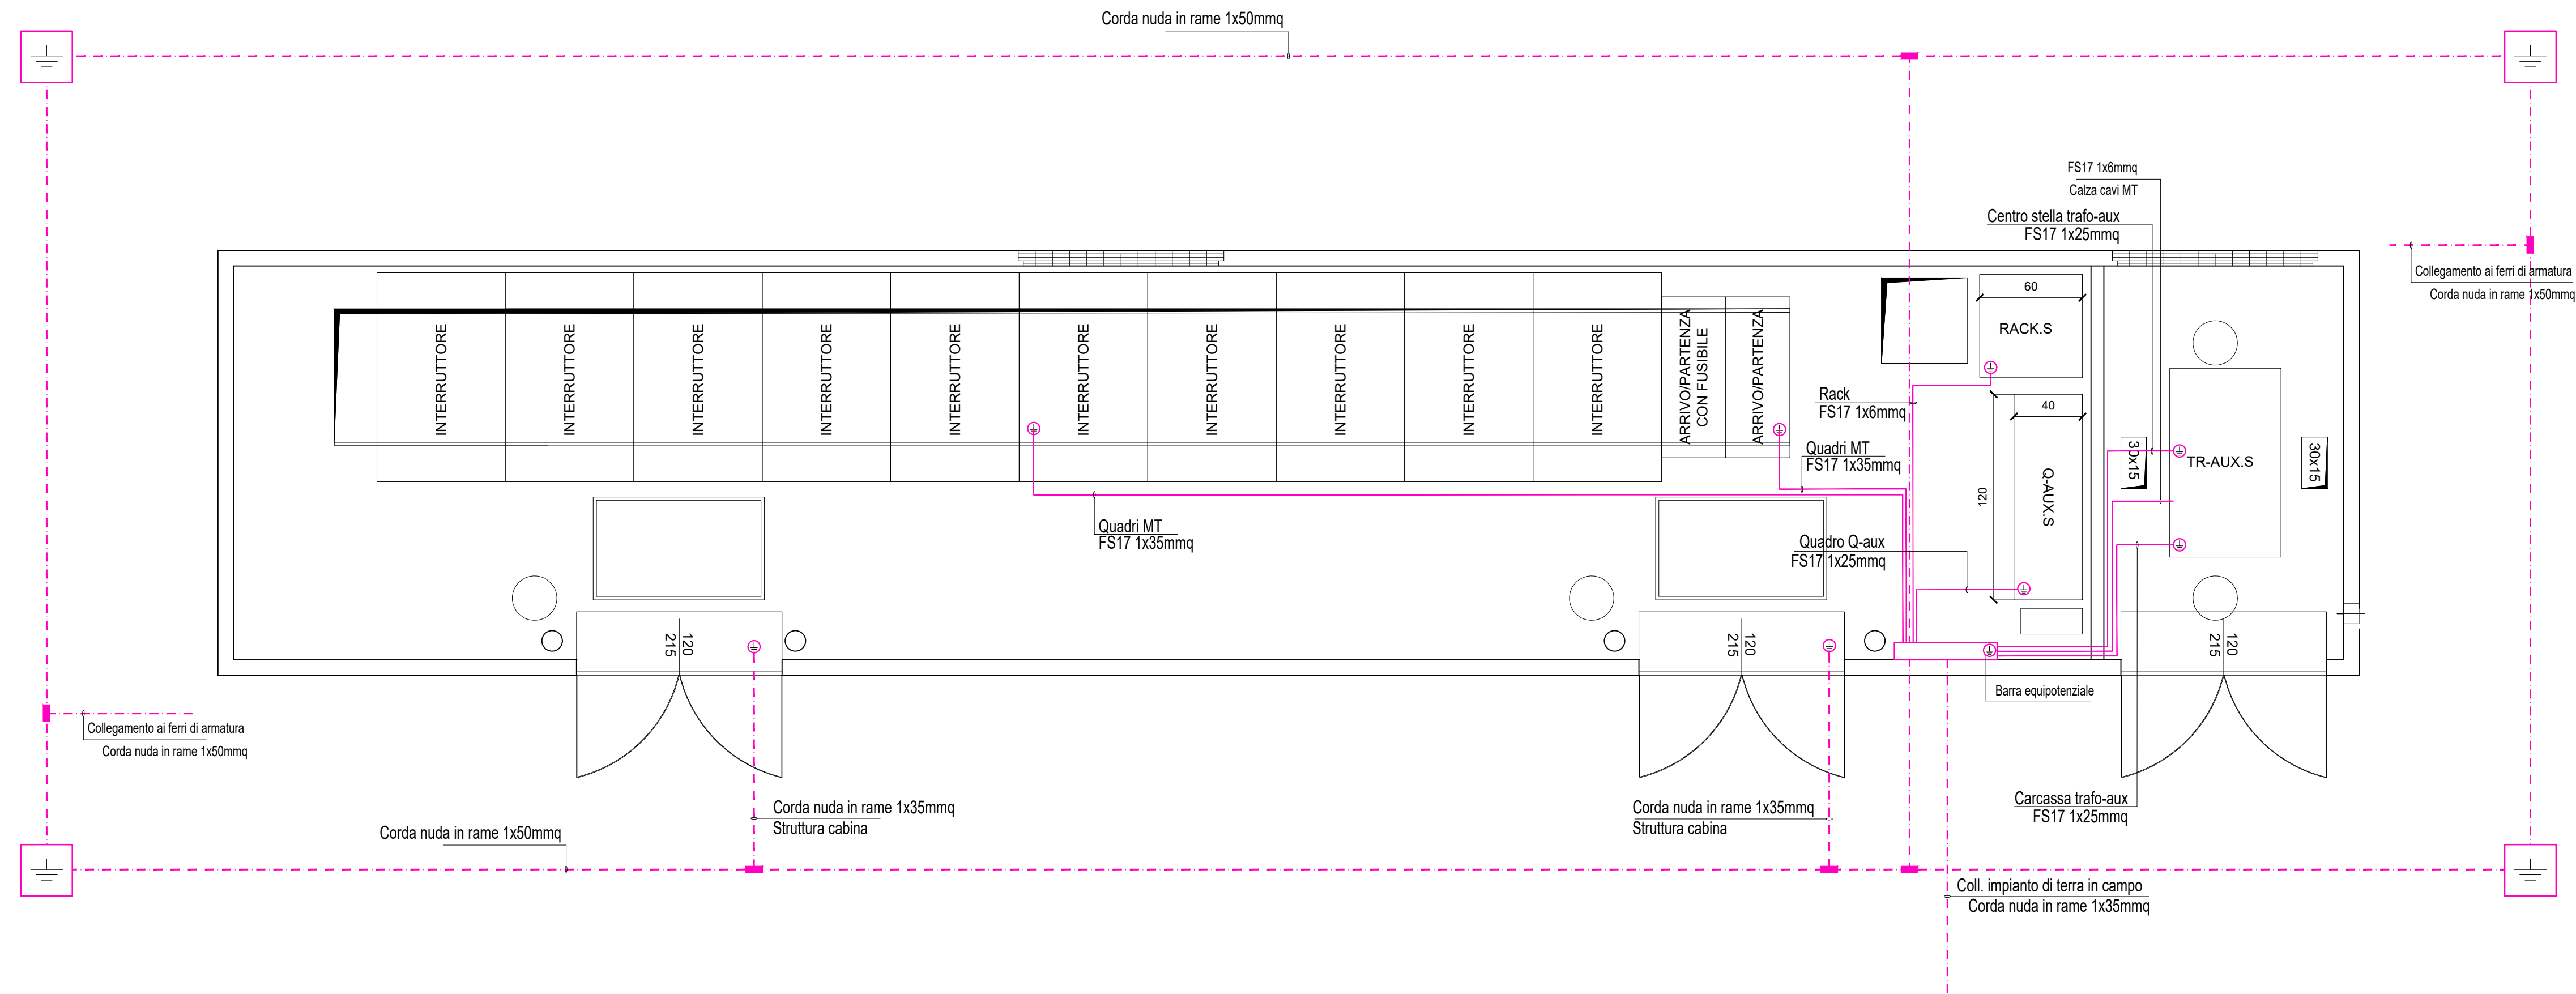 Corda nuda in rame 1x50mmq
FS17 1x6mmq
Calza cavi MT
Centro stella trafo-aux
FS17 1x25mmq
Collegamento ai ferri di armatura
Corda nuda in rame 1x50mmq
INTERRUTTORE
INTERRUTTORE
INTERRUTTORE
INTERRUTTORE
INTERRUTTORE
INTERRUTTORE
INTERRUTTORE
INTERRUTTORE
INTERRUTTORE
INTERRUTTORE
ARRIVO/PARTENZA
CON FUSIBILE
ARRIVO/PARTENZA
60
RACK.S
Rack
FS17 1x6mmq
40
120
Q-AUX.S
30x15
TR-AUX.S
30x15
Quadri MT
FS17 1x35mmq
Quadri MT
FS17 1x35mmq
Quadro Q-aux
FS17 1x25mmq
120
215
120
215
120
215
Barra equipotenziale
Collegamento ai ferri di armatura
Corda nuda in rame 1x50mmq
Corda nuda in rame 1x50mmq
Corda nuda in rame 1x35mmq
Struttura cabina
Corda nuda in rame 1x35mmq
Struttura cabina
Carcassa trafo-aux
FS17 1x25mmq
Coll. impianto di terra in campo
Corda nuda in rame 1x35mmq